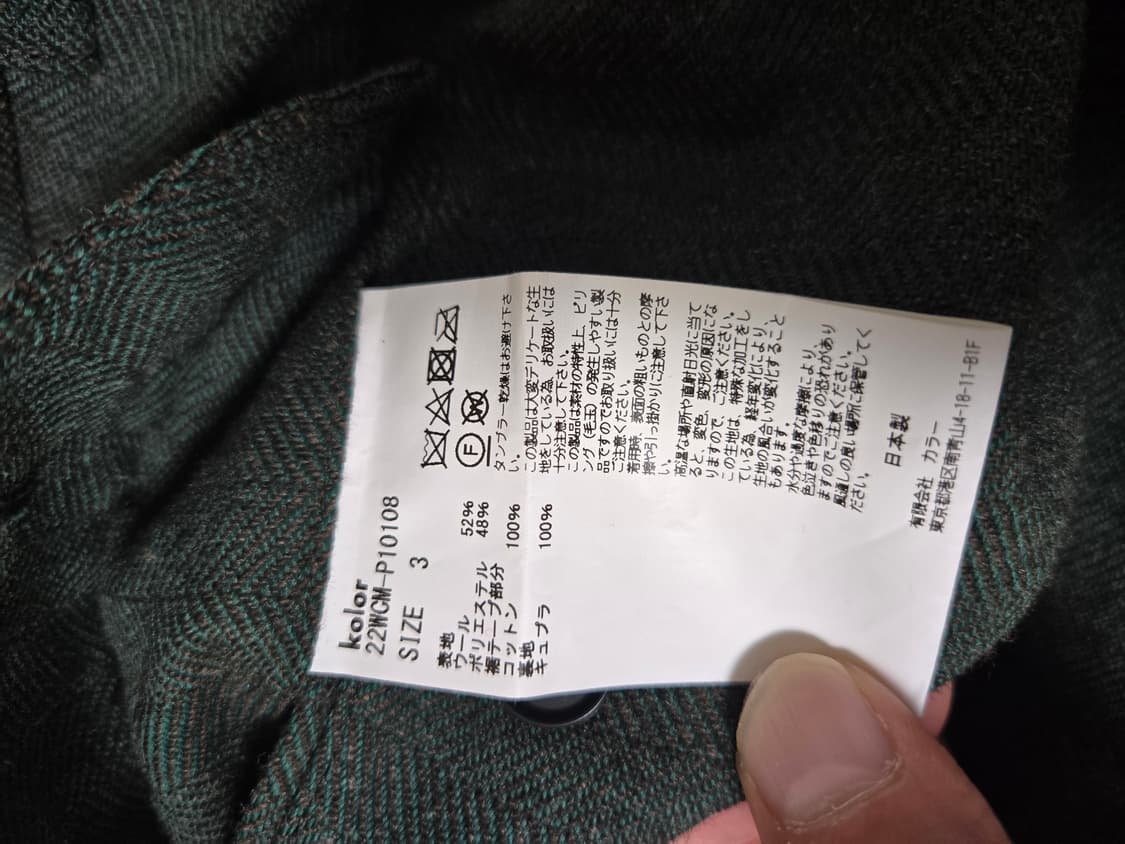 kolor
22WCM-P10108
SIZE 3
表地
ウール 52%
ポリエステル 48%
裾テープ部分
コットン 100%
裏地
キュプラ 100%
F
W
タンブラー乾燥はお避け下さ
い。
この製品は大変デリケートな生
地を使用している為、お取扱いには
十分注意して下さい。
この製品は素材の特性上、ピリ
ング（毛玉）の発生しやすい製
品ですのでお取り扱いには十分
ご注意ください。
着用時、表面の粗いものとの摩
擦や引っ掛かりに注意して下さ
い。
高温な場所や直射日光に当て
ると、変色、変形の原因にな
りますので、ご注意ください。
この生地は、特殊な加工をし
ている為、経年変化により、
生地の風合いが変化すること
もあります。
水分や過度な摩擦により、
色泣きや色移りの恐れがあり
ますのでご注意ください。
風通しの良い場所に保管してく
ださい。
日本製
有限会社 カラー
東京都港区南青山4-18-11-B1F